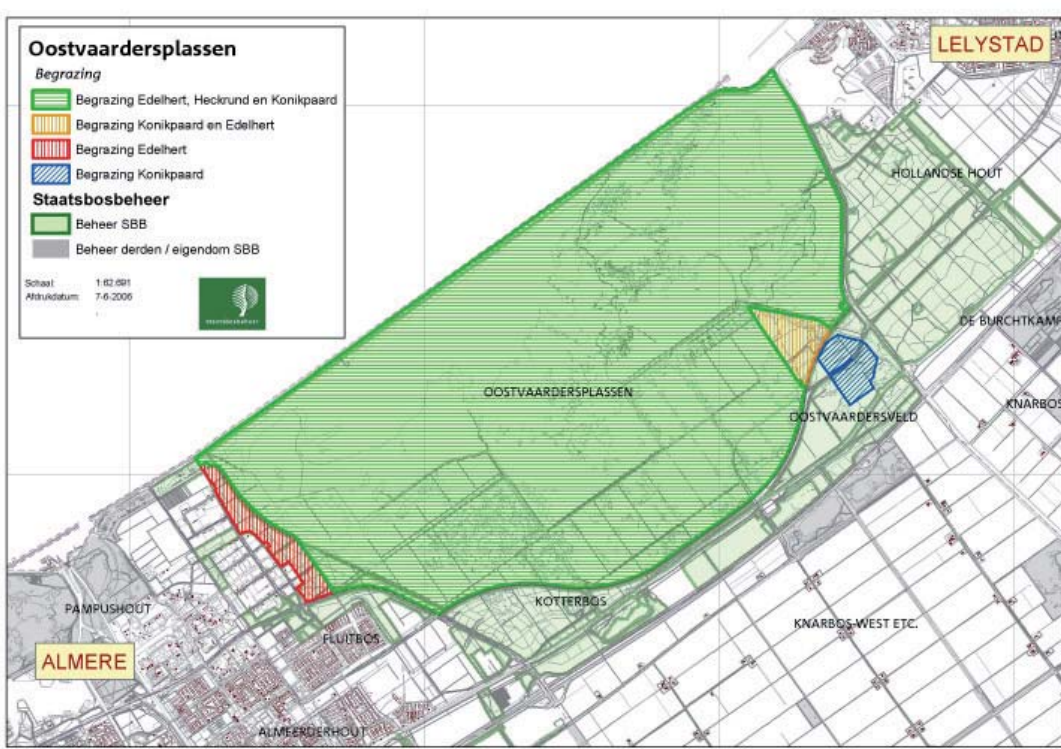 Oostvaardersplassen
Begrazing
Begrazing Edelhert, Heckrund en Konikpaard
Begrazing Konikpaard en Edelhert
Begrazing Edelhert
Begrazing Konikpaard
Staatsbosbeheer
Beheer SBB
Beheer derden / eigendom SBB
Schaal: 1:62.691
Afdrukdatum: 7-6-2006
staatsbosbeheer
LELYSTAD
HOLLANDSE HOUT
DE BURCHTKAMP
OOSTVAARDERSPLASSEN
KNARBOS
OOSTVAARDERSVELD
KOTTERBOS
PAMPUSHOUT
KNARBOS-WEST ETC.
FLUITBOS
ALMERE
ALMEERDERHOUT